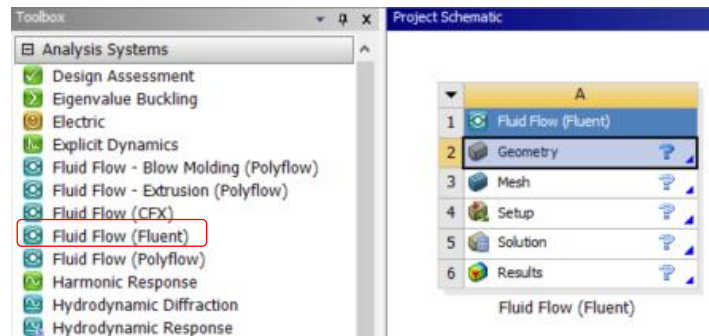 Toolbox
Analysis Systems
Design Assessment
Eigenvalue Buckling
Electric
Explicit Dynamics
Fluid Flow - Blow Molding (Polyflow)
Fluid Flow - Extrusion (Polyflow)
Fluid Flow (CFX)
Fluid Flow (Fluent)
Fluid Flow (Polyflow)
Harmonic Response
Hydrodynamic Diffraction
Hydrodynamic Response
Project Schematic
A
1 Fluid Flow (Fluent)
2 Geometry ?
3 Mesh ?
4 Setup ?
5 Solution ?
6 Results ?
Fluid Flow (Fluent)